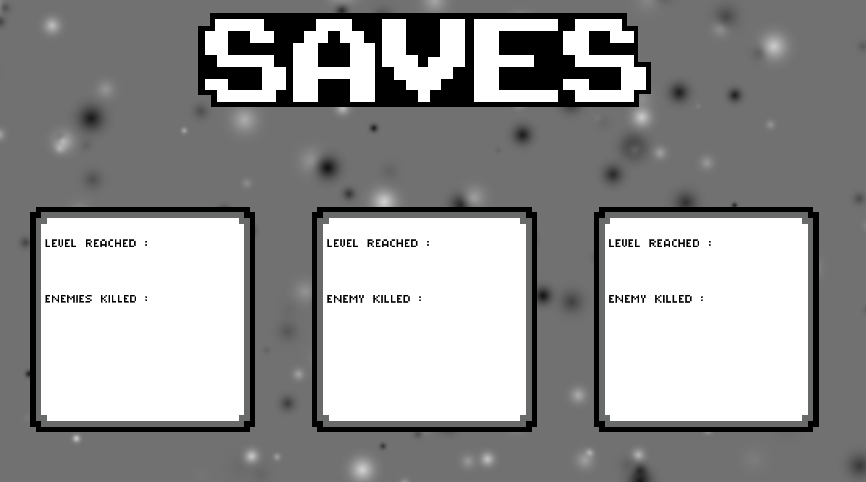 SAVES
LEVEL REACHED :
ENEMIES KILLED :
LEVEL REACHED :
ENEMY KILLED :
LEVEL REACHED :
ENEMY KILLED :